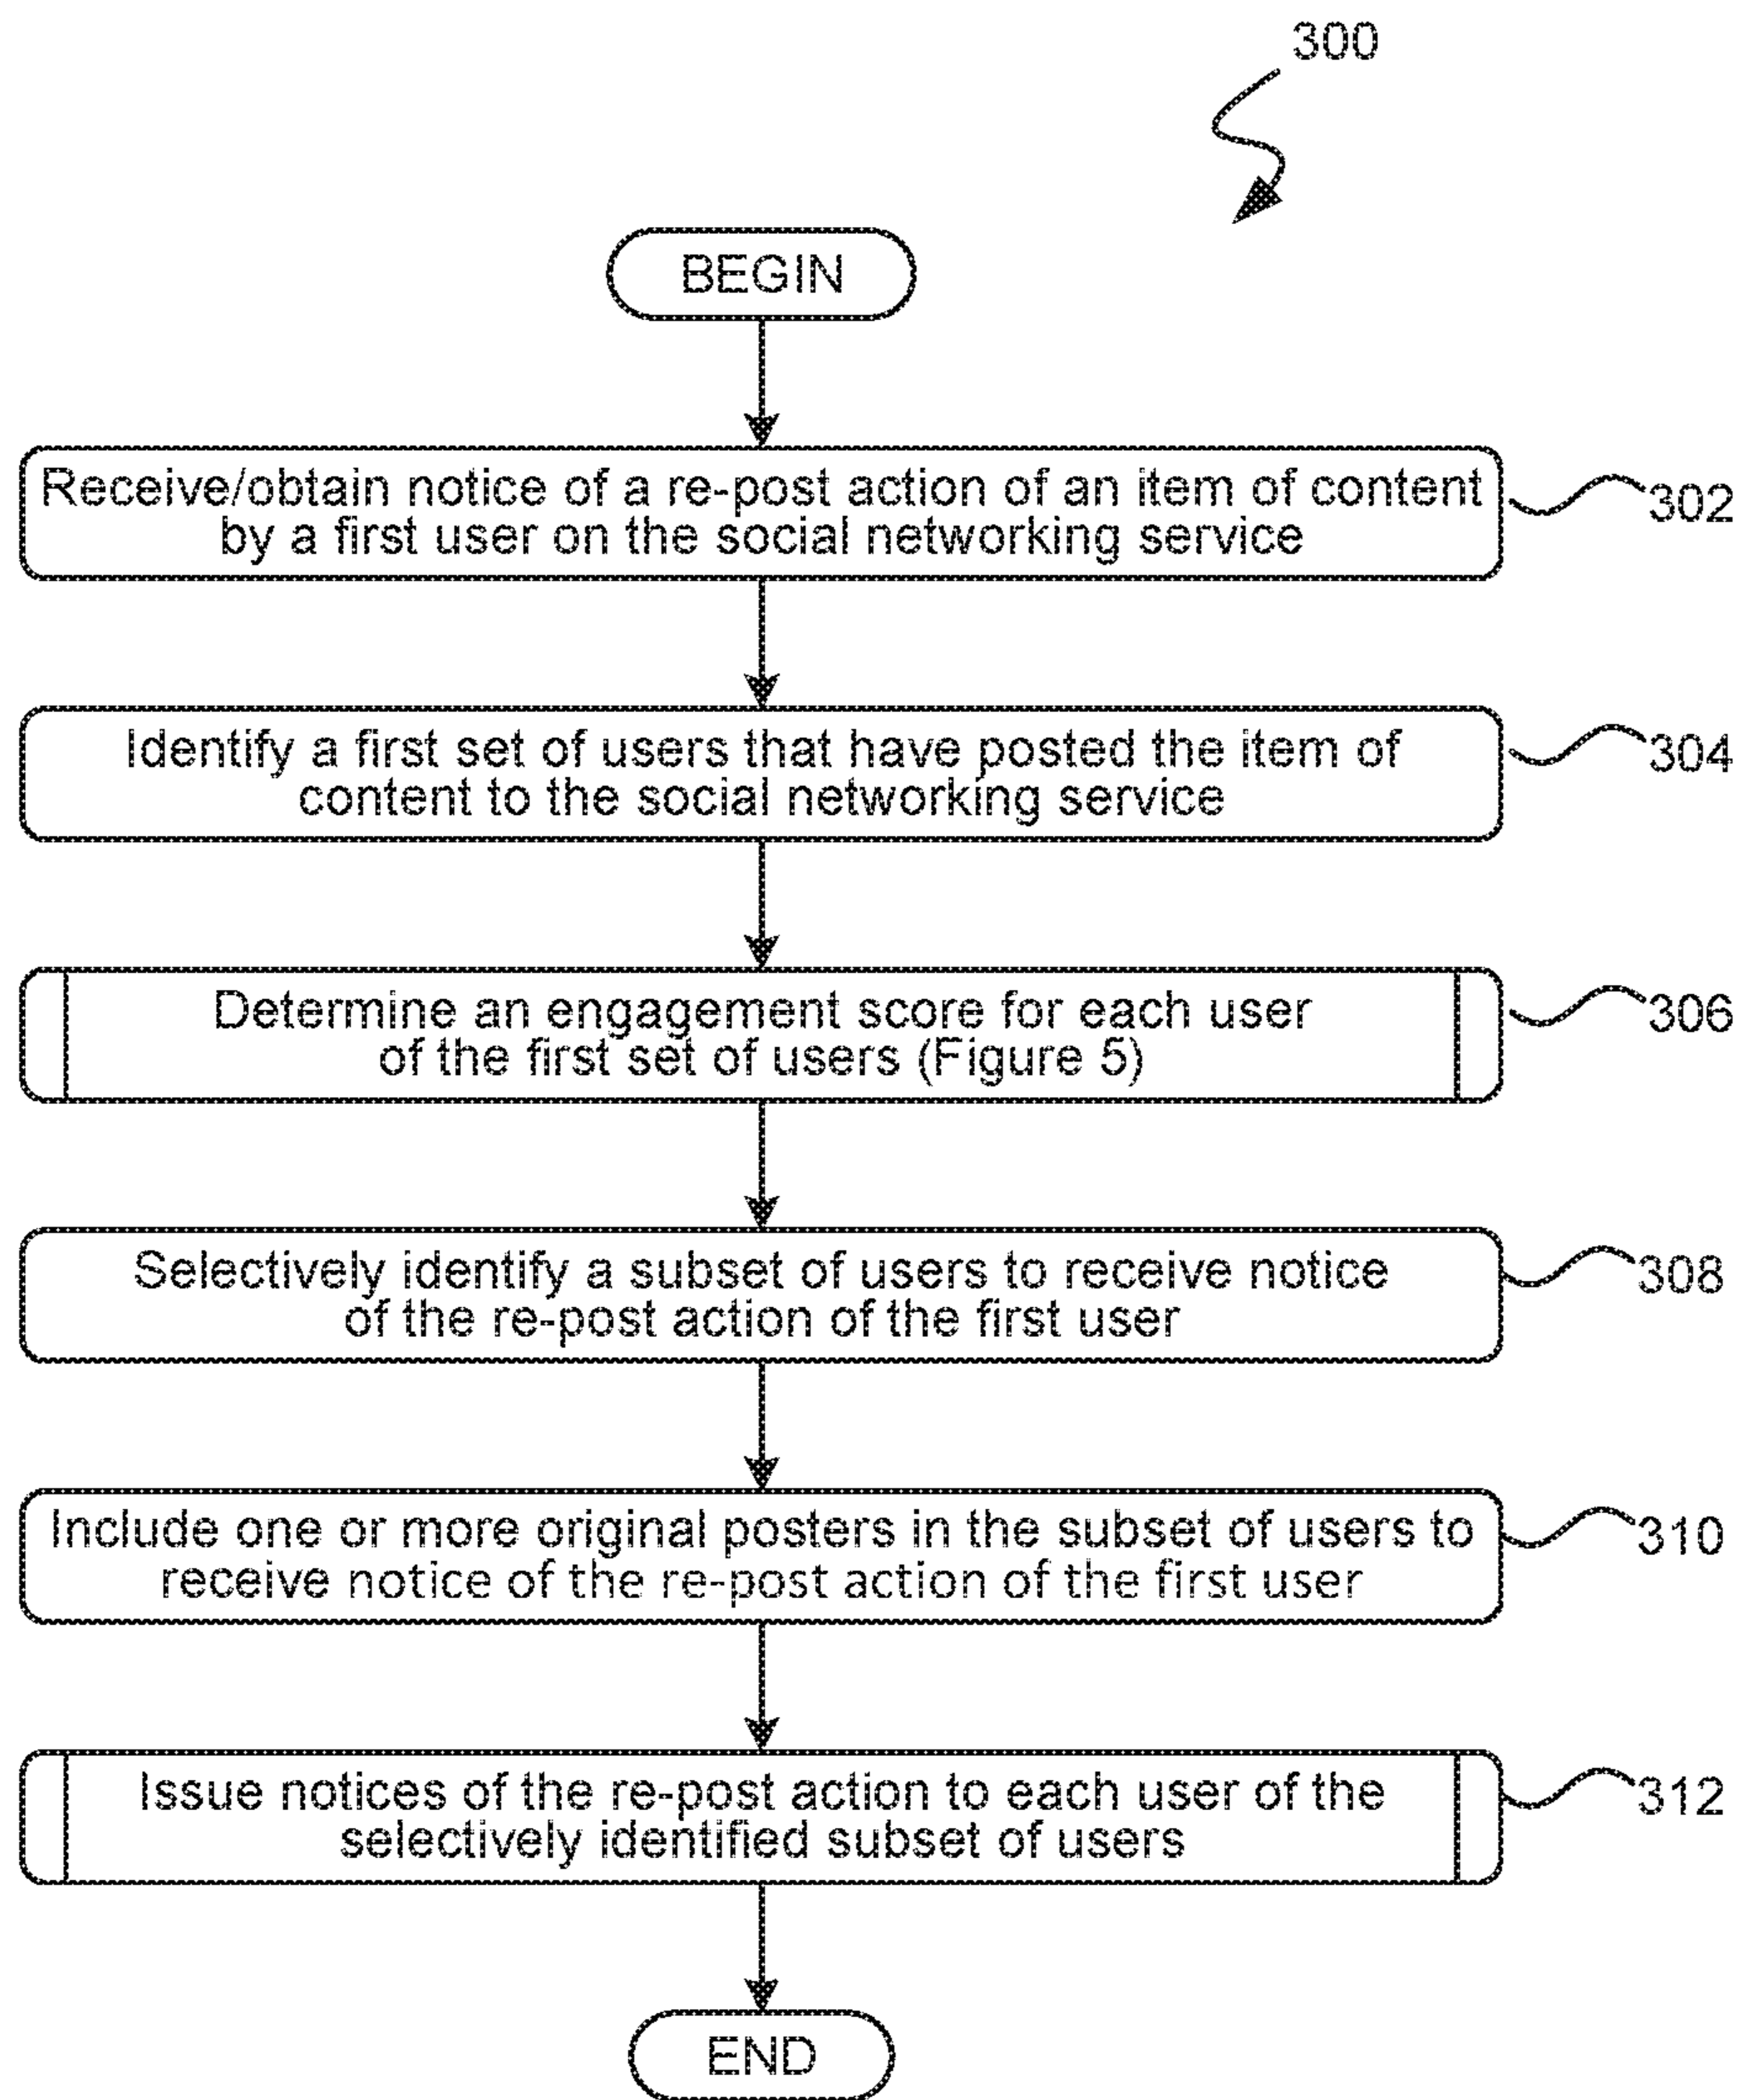 300
BEGIN
Receive/obtain notice of a re-post action of an item of content
by a first user on the social networking service
302
Identify a first set of users that have posted the item of
content to the social networking service
304
Determine an engagement score for each user
of the first set of users (Figure 5)
306
Selectively identify a subset of users to receive notice
of the re-post action of the first user
308
Include one or more original posters in the subset of users to
receive notice of the re-post action of the first user
310
Issue notices of the re-post action to each user of the
selectively identified subset of users
312
END